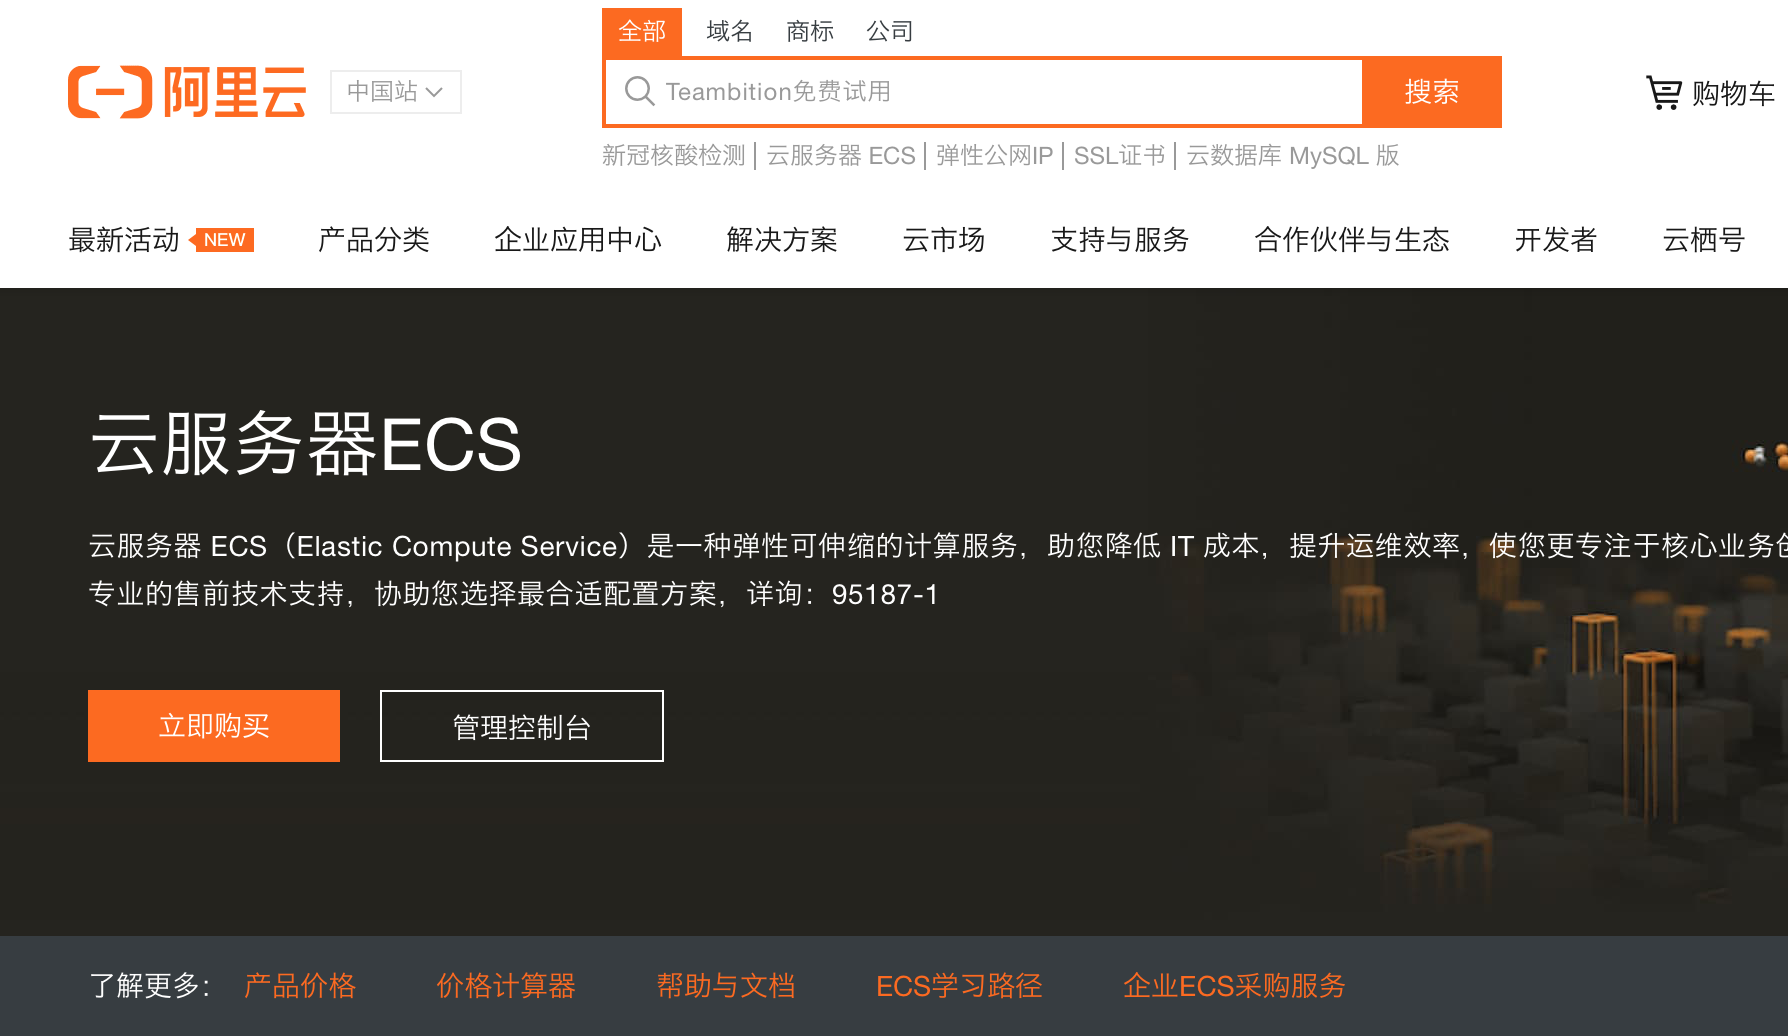 全部 域名 商标 公司
阿里云 中国站 Teambition免费试用 搜索 购物车
新冠核酸检测 | 云服务器 ECS | 弹性公网IP | SSL证书 | 云数据库 MySQL 版
最新活动 NEW 产品分类 企业应用中心 解决方案 云市场 支持与服务 合作伙伴与生态 开发者 云栖号
云服务器ECS
云服务器 ECS（Elastic Compute Service）是一种弹性可伸缩的计算服务，助您降低 IT 成本，提升运维效率，使您更专注于核心业务创
专业的售前技术支持，协助您选择最合适配置方案，详询：95187-1
立即购买 管理控制台
了解更多： 产品价格 价格计算器 帮助与文档 ECS学习路径 企业ECS采购服务